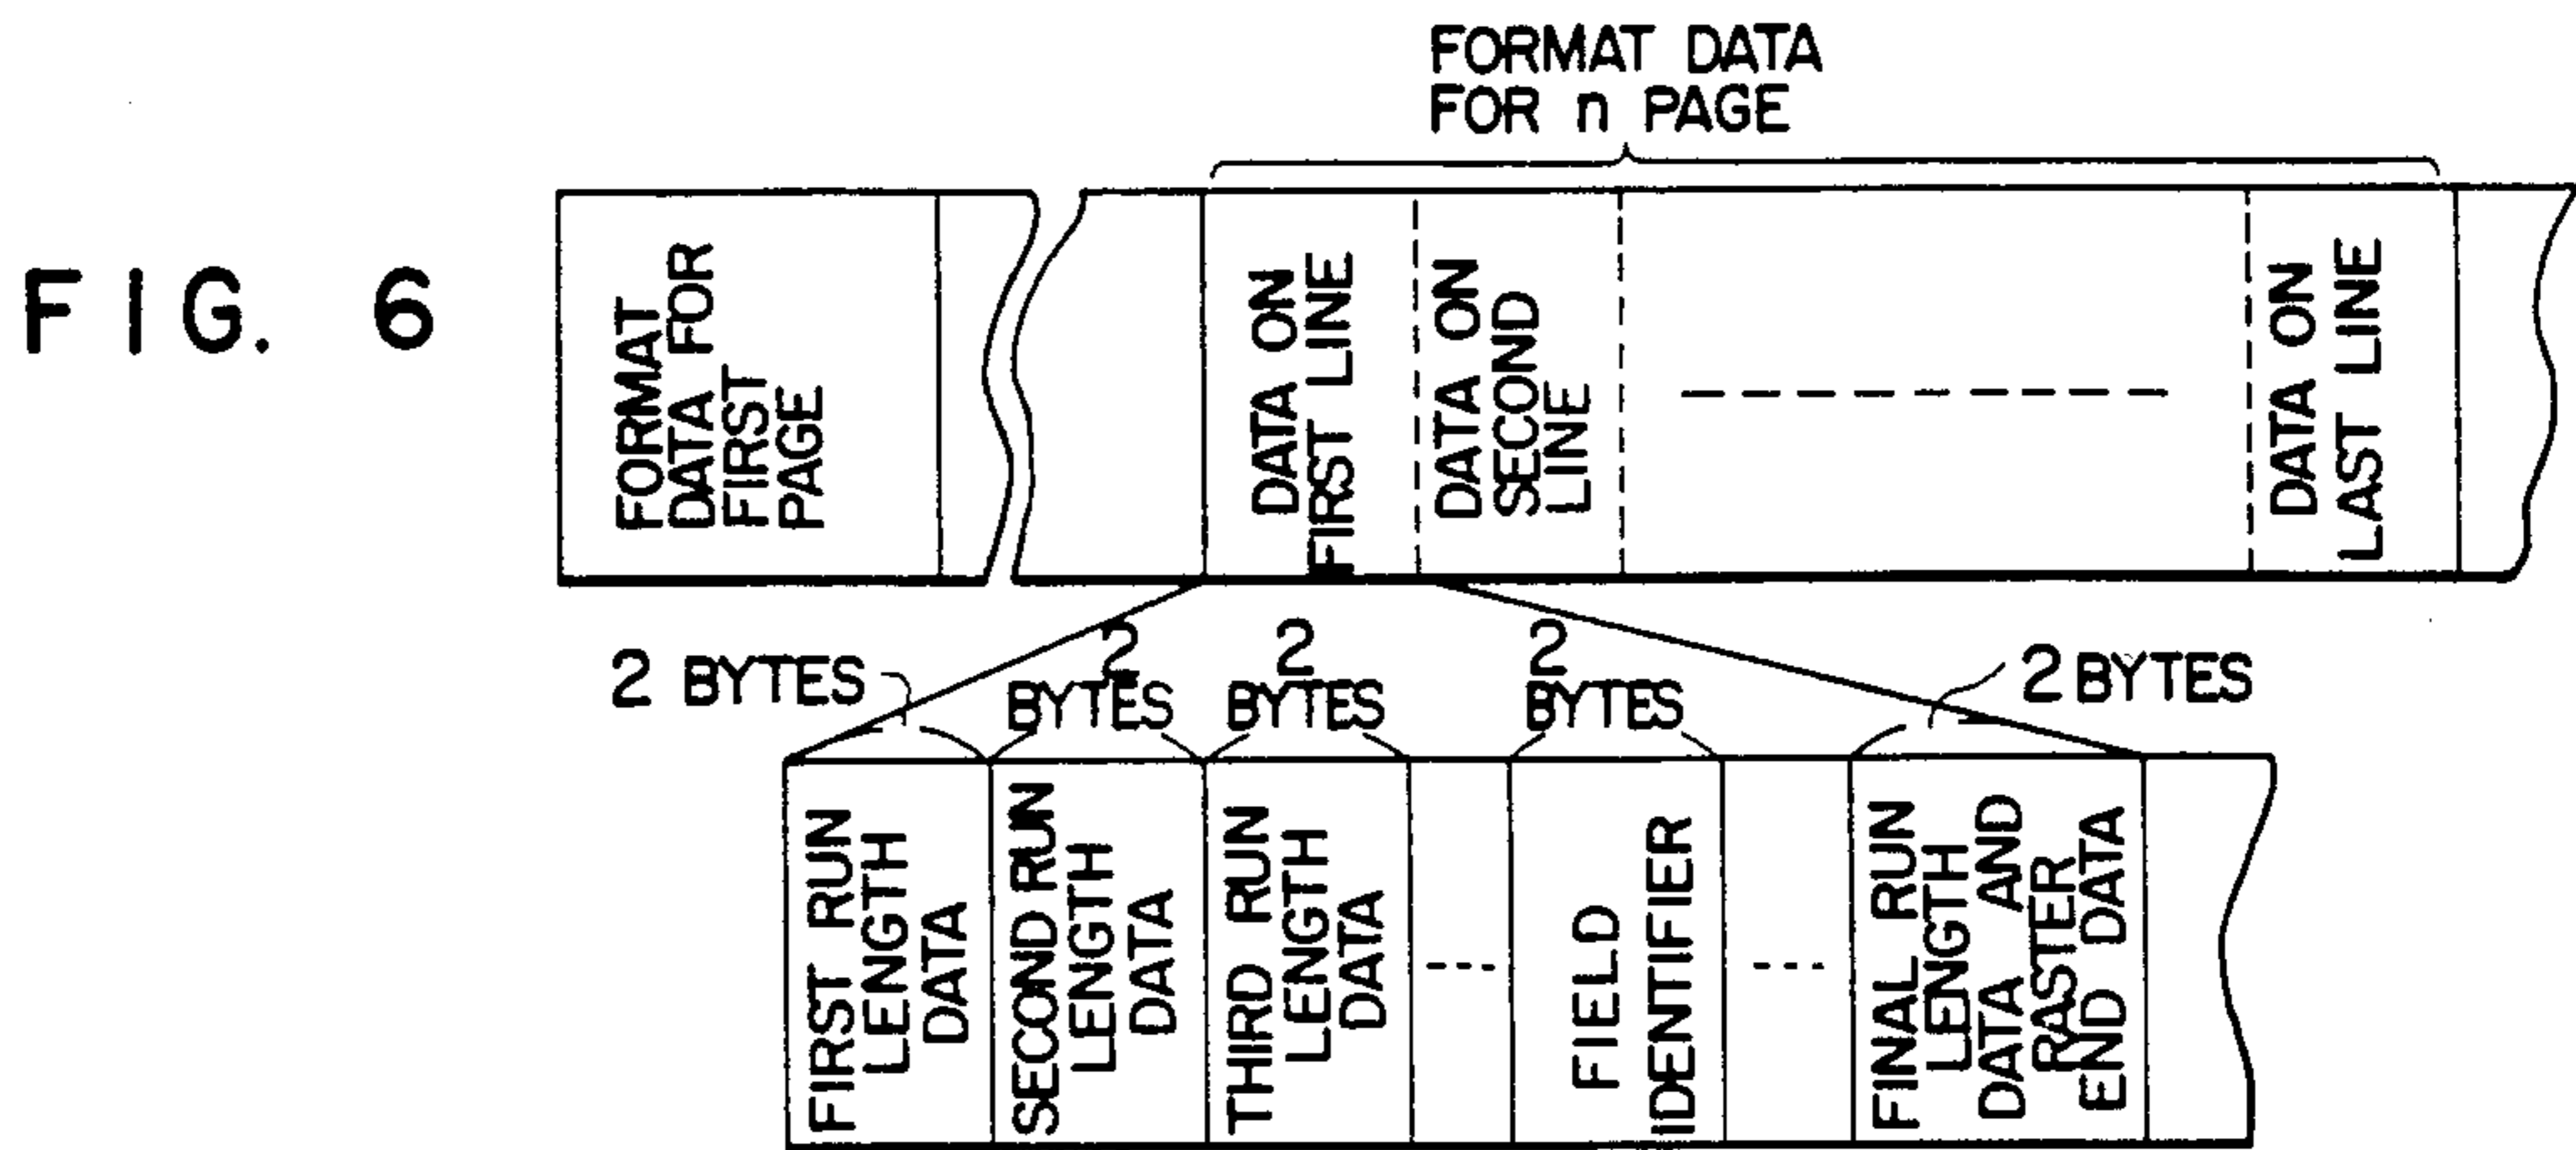 FORMAT DATA
FOR n PAGE
FIG. 6
FORMAT
DATA FOR
FIRST
PAGE
DATA ON
FIRST LINE
DATA ON
SECOND
LINE
DATA ON
LAST LINE
2 BYTES
2
BYTES
2
BYTES
2
BYTES
2 BYTES
FIRST RUN
LENGTH
DATA
SECOND RUN
LENGTH
DATA
THIRD RUN
LENGTH
DATA
FIELD
IDENTIFIER
FINAL RUN
LENGTH
DATA AND
RASTER
END DATA